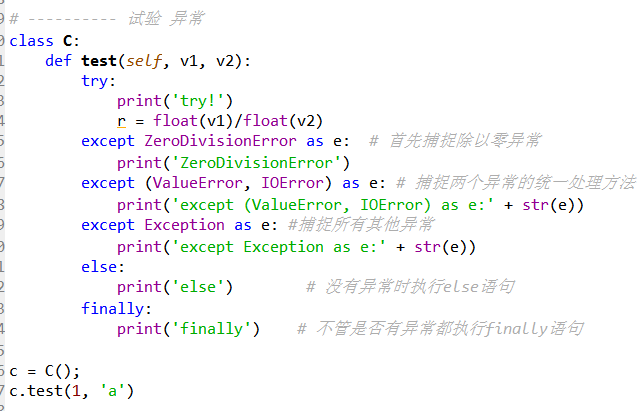 # ---------- 试验 异常
class C:
    def test(self, v1, v2):
        try:
            print('try!')
            r = float(v1)/float(v2)
        except ZeroDivisionError as e:  # 首先捕捉除以零异常
            print('ZeroDivisionError')
        except (ValueError, IOError) as e: # 捕捉两个异常的统一处理方法
            print('except (ValueError, IOError) as e:' + str(e))
        except Exception as e: #捕捉所有其他异常
            print('except Exception as e:' + str(e))
        else:
            print('else')        # 没有异常时执行else语句
        finally:
            print('finally')    # 不管是否有异常都执行finally语句
c = C();
c.test(1, 'a')